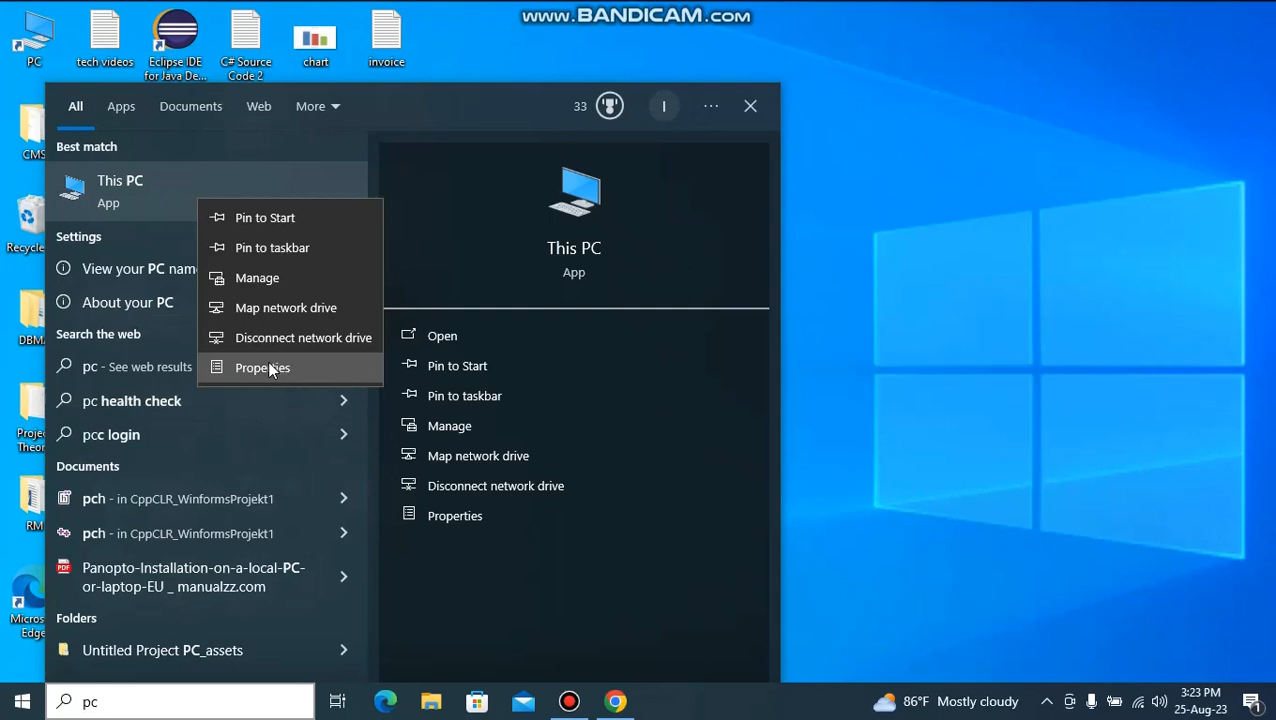 www.BANDICAM.com
PC
tech videos
Eclipse IDE
for Java De...
C# Source
Code 2
chart
invoice
All
Apps
Documents
Web
More
33
I
Best match
This PC
App
Pin to Start
Pin to taskbar
Manage
Map network drive
Disconnect network drive
Properties
Settings
View your PC nam
About your PC
Search the web
pc - See web results
pc health check
pcc login
Documents
pch - in CppCLR_WinformsProjekt1
pch - in CppCLR_WinformsProjekt1
Panopto-Installation-on-a-local-PC-
or-laptop-EU _ manualzz.com
Folders
Untitled Project PC_assets
This PC
App
Open
Pin to Start
Pin to taskbar
Manage
Map network drive
Disconnect network drive
Properties
CMS
Recycle
DBMA
Project
Theor
RM
Micros
Edge
pc
86°F Mostly cloudy
3:23 PM
25-Aug-23
1